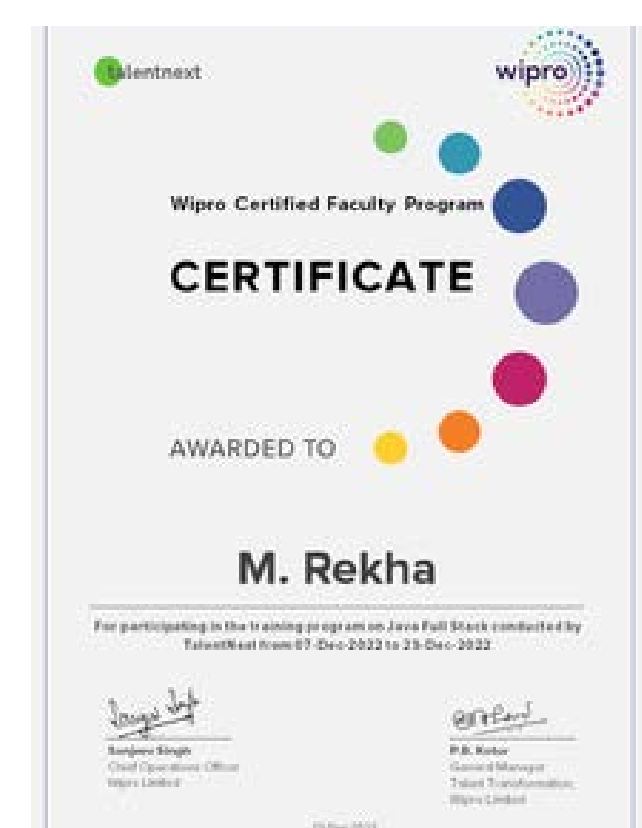 talentnext
wipro
Wipro Certified Faculty Program
CERTIFICATE
AWARDED TO
M. Rekha
For participating in the training program on Java Full Stack conducted by
TalentNext from 07-Dec-2022 to 29-Dec-2022
Sanjeev Singh
Chief Operations Officer
Wipro Limited
P.B. Kotur
General Manager
Talent Transformation,
Wipro Limited